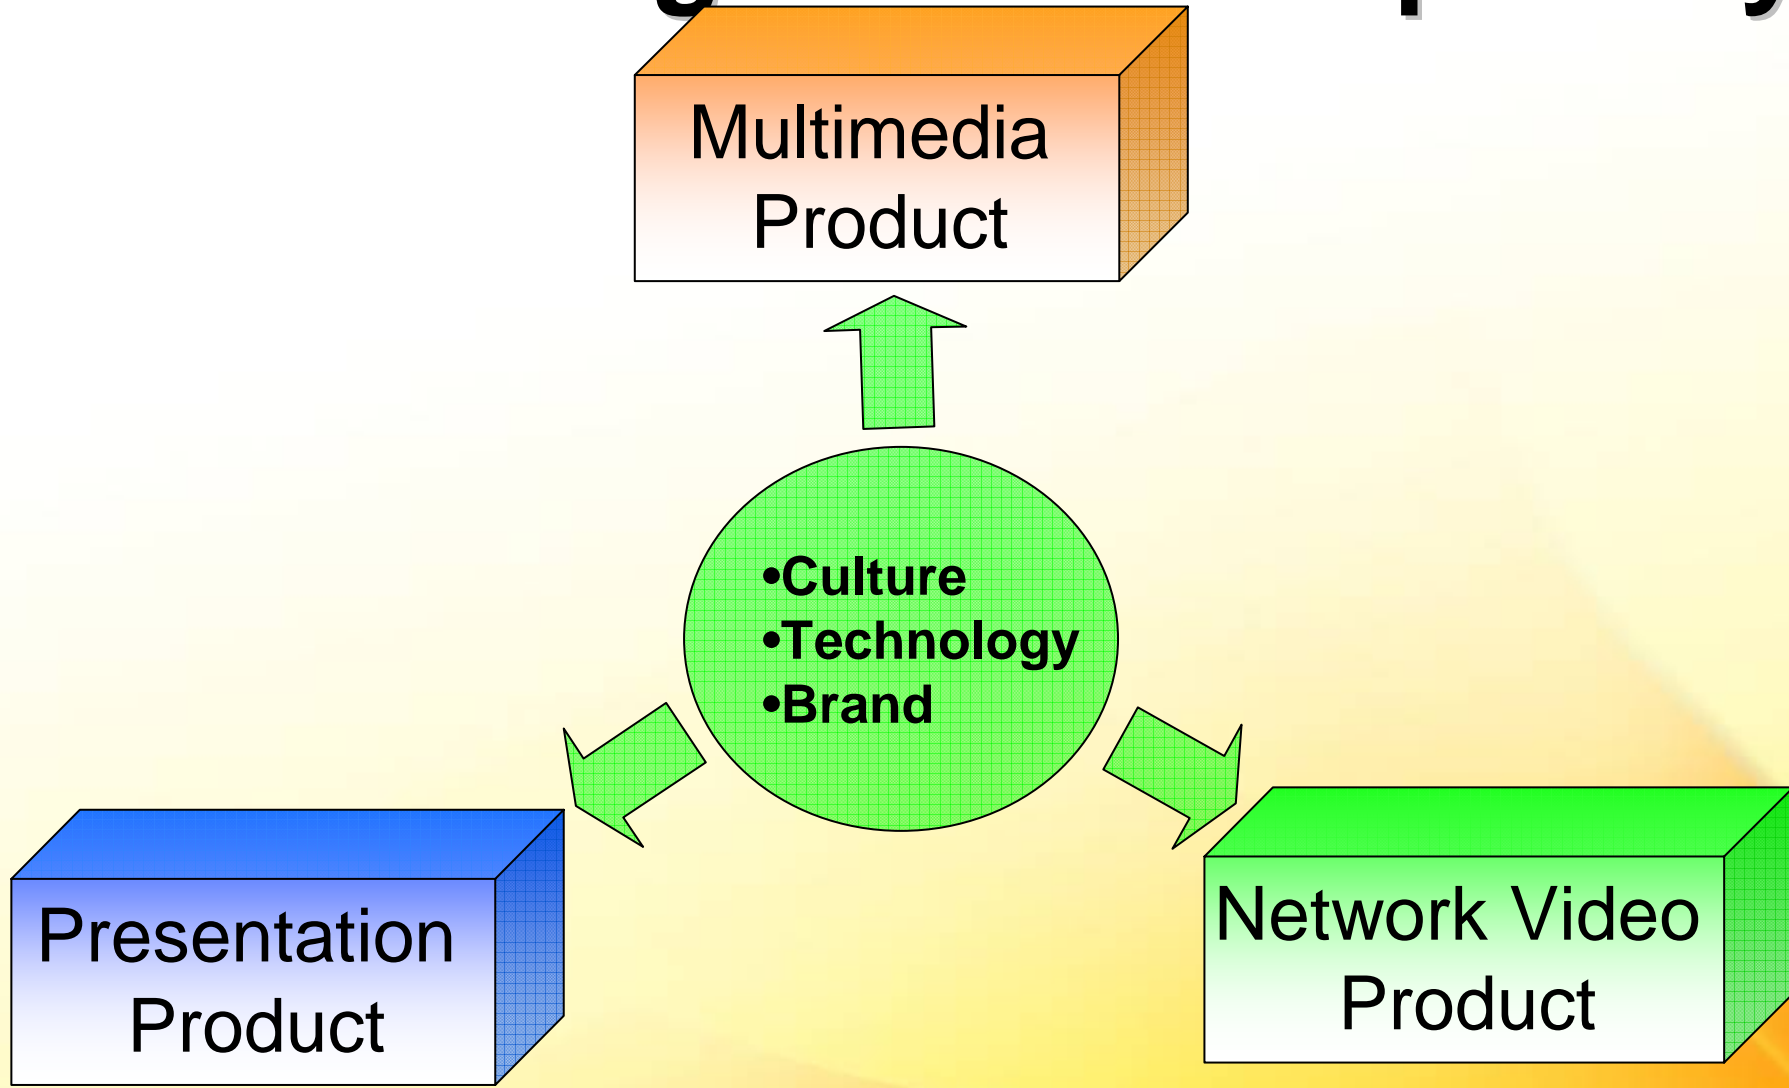 Multimedia
Product
•Culture
•Technology
•Brand
Presentation
Product
Network Video
Product